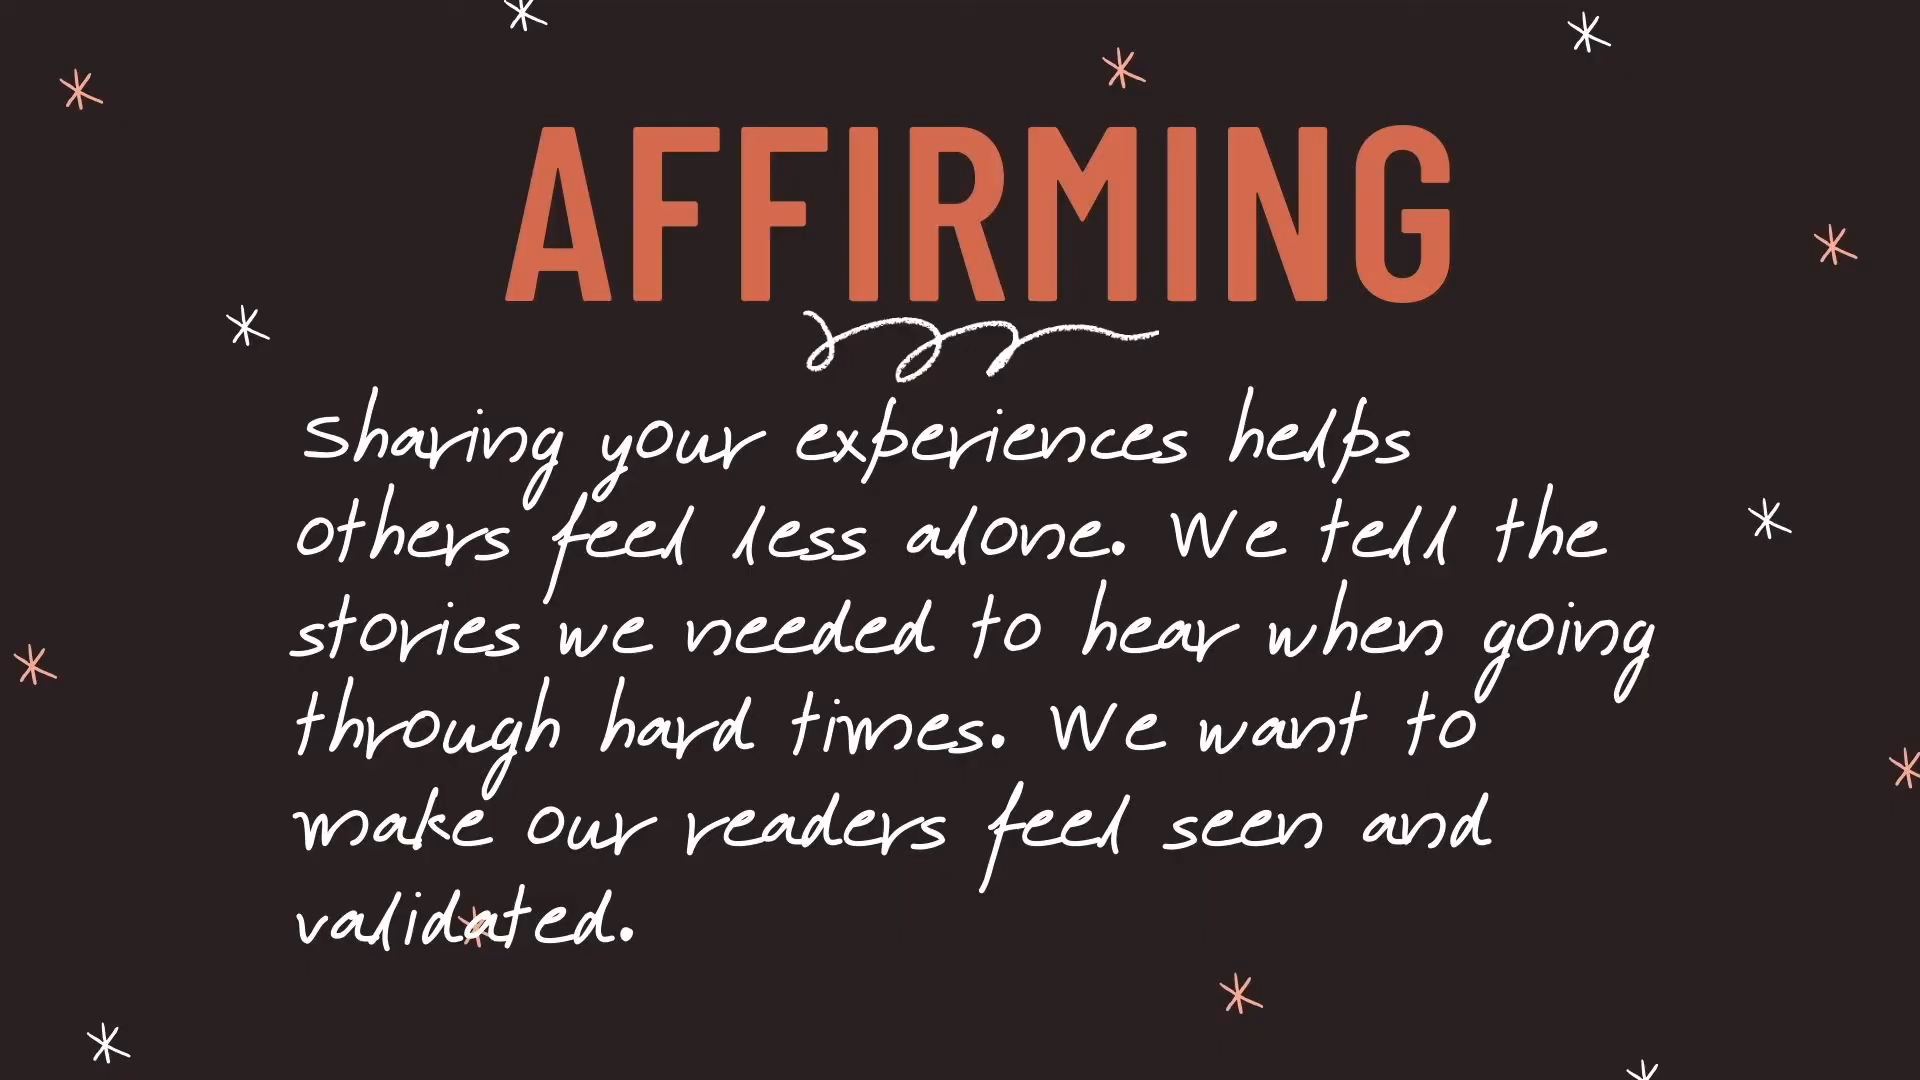 AFFIRMING
Sharing your experiences helps
others feel less alone. We tell the
stories we needed to hear when going
through hard times. We want to
make our readers feel seen and
validated.